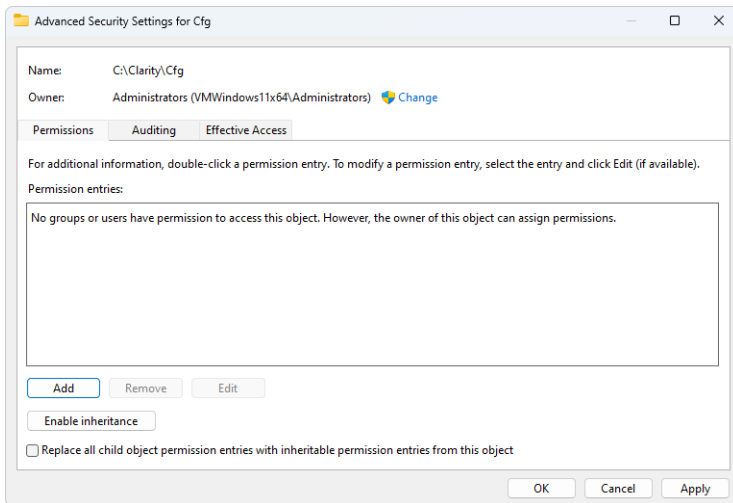 Advanced Security Settings for Cfg
Name: C:\Clarity\Cfg
Owner: Administrators (VMWindows11x64\Administrators) Change
Permissions Auditing Effective Access
For additional information, double-click a permission entry. To modify a permission entry, select the entry and click Edit (if available).
Permission entries:
No groups or users have permission to access this object. However, the owner of this object can assign permissions.
Add Remove Edit
Enable inheritance
Replace all child object permission entries with inheritable permission entries from this object
OK Cancel Apply